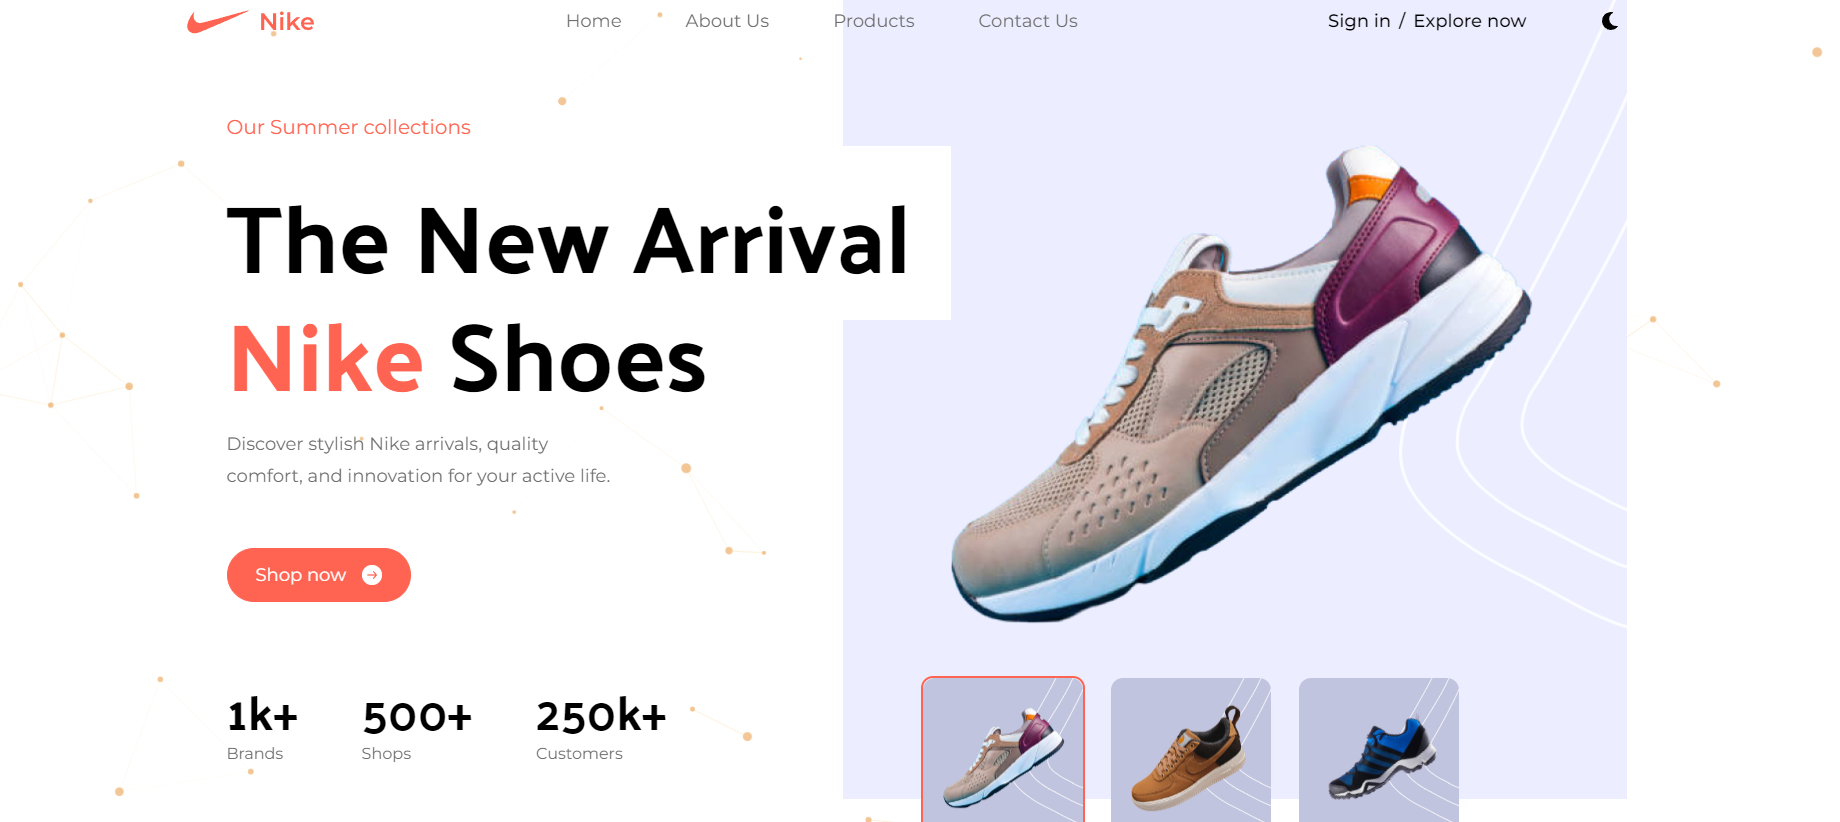 Nike
Home
About Us
Products
Contact Us
Sign in / Explore now
Our Summer collections
The New Arrival
Nike Shoes
Discover stylish Nike arrivals, quality
comfort, and innovation for your active life.
Shop now
1k+
Brands
500+
Shops
250k+
Customers